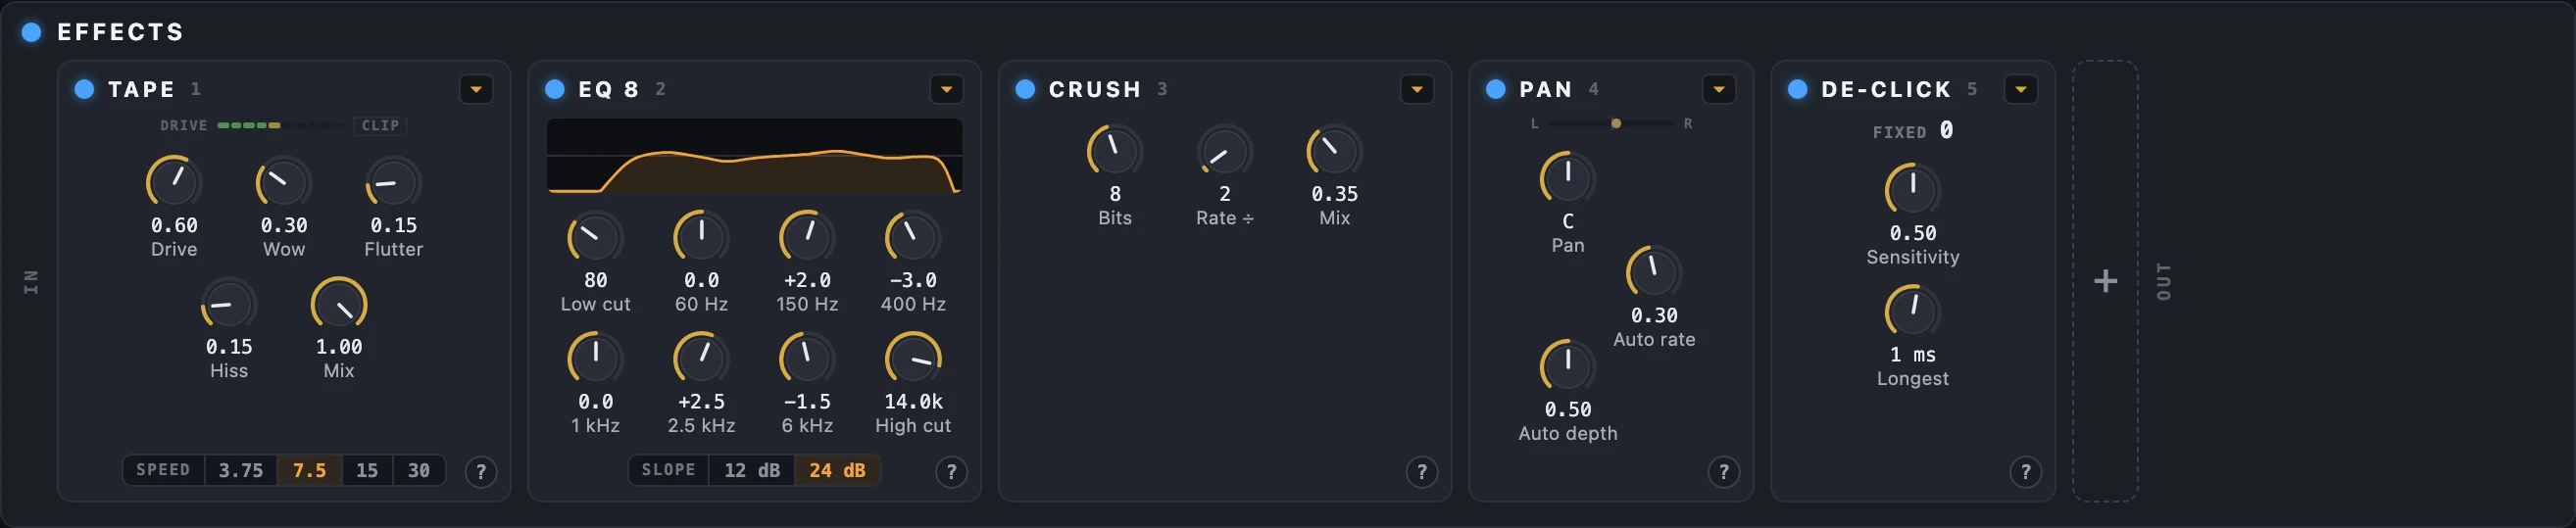 EFFECTS
TAPE 1
DRIVE CLIP
0.60 0.30 0.15
Drive Wow Flutter
0.15 1.00
Hiss Mix
SPEED 3.75 7.5 15 30 ?
EQ 8 2
80 0.0 +2.0 −3.0
Low cut 60 Hz 150 Hz 400 Hz
0.0 +2.5 −1.5 14.0k
1 kHz 2.5 kHz 6 kHz High cut
SLOPE 12 dB 24 dB ?
CRUSH 3
8 2 0.35
Bits Rate ÷ Mix
?
PAN 4
L R
C
Pan
0.30
Auto rate
0.50
Auto depth
?
DE-CLICK 5
FIXED 0
0.50
Sensitivity
1 ms
Longest
?
IN
+
OUT